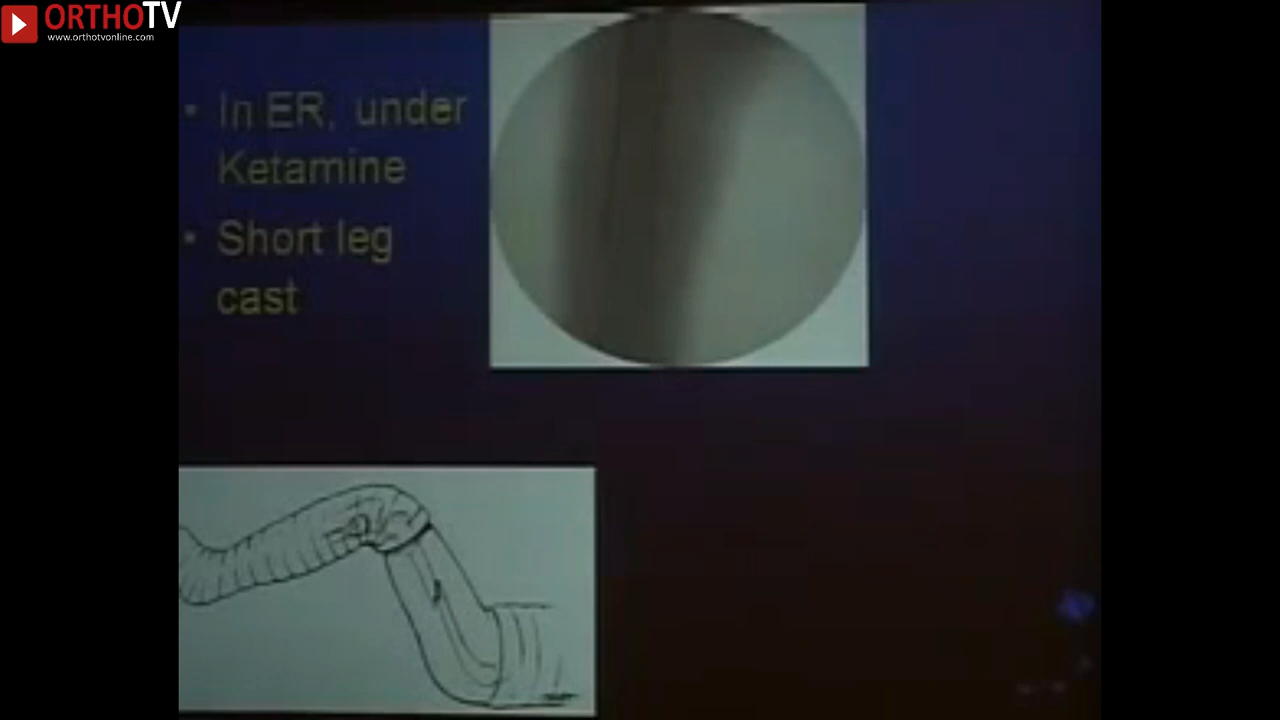 ORTHOTV
www.orthotvonline.com
• In ER, under
Ketamine
• Short leg
cast